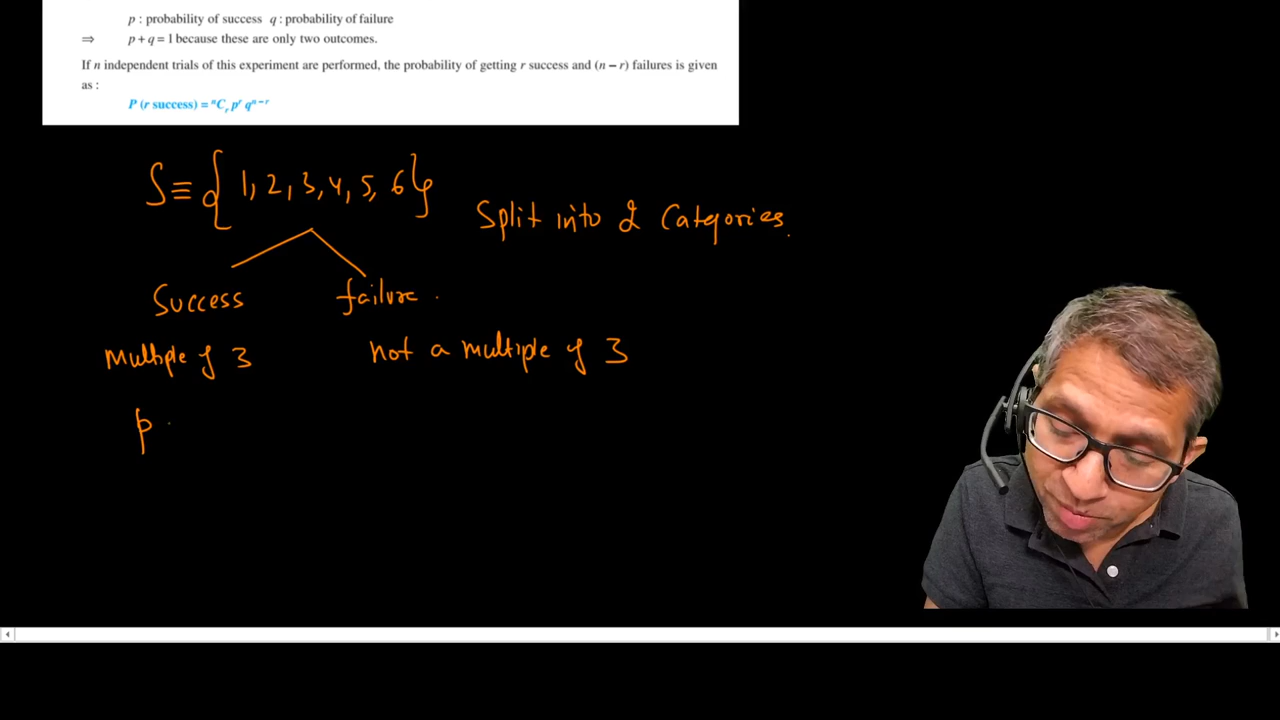 p : probability of success q : probability of failure
⇒ p + q = 1 because these are only two outcomes.
If n independent trials of this experiment are performed, the probability of getting r success and (n − r) failures is given
as :
P (r success) = ⁿCᵣ pʳ qⁿ⁻ʳ
S ≡ { 1, 2, 3, 4, 5, 6 }
Split into 2 Categories.
Success failure.
Multiple of 3 not a multiple of 3
p